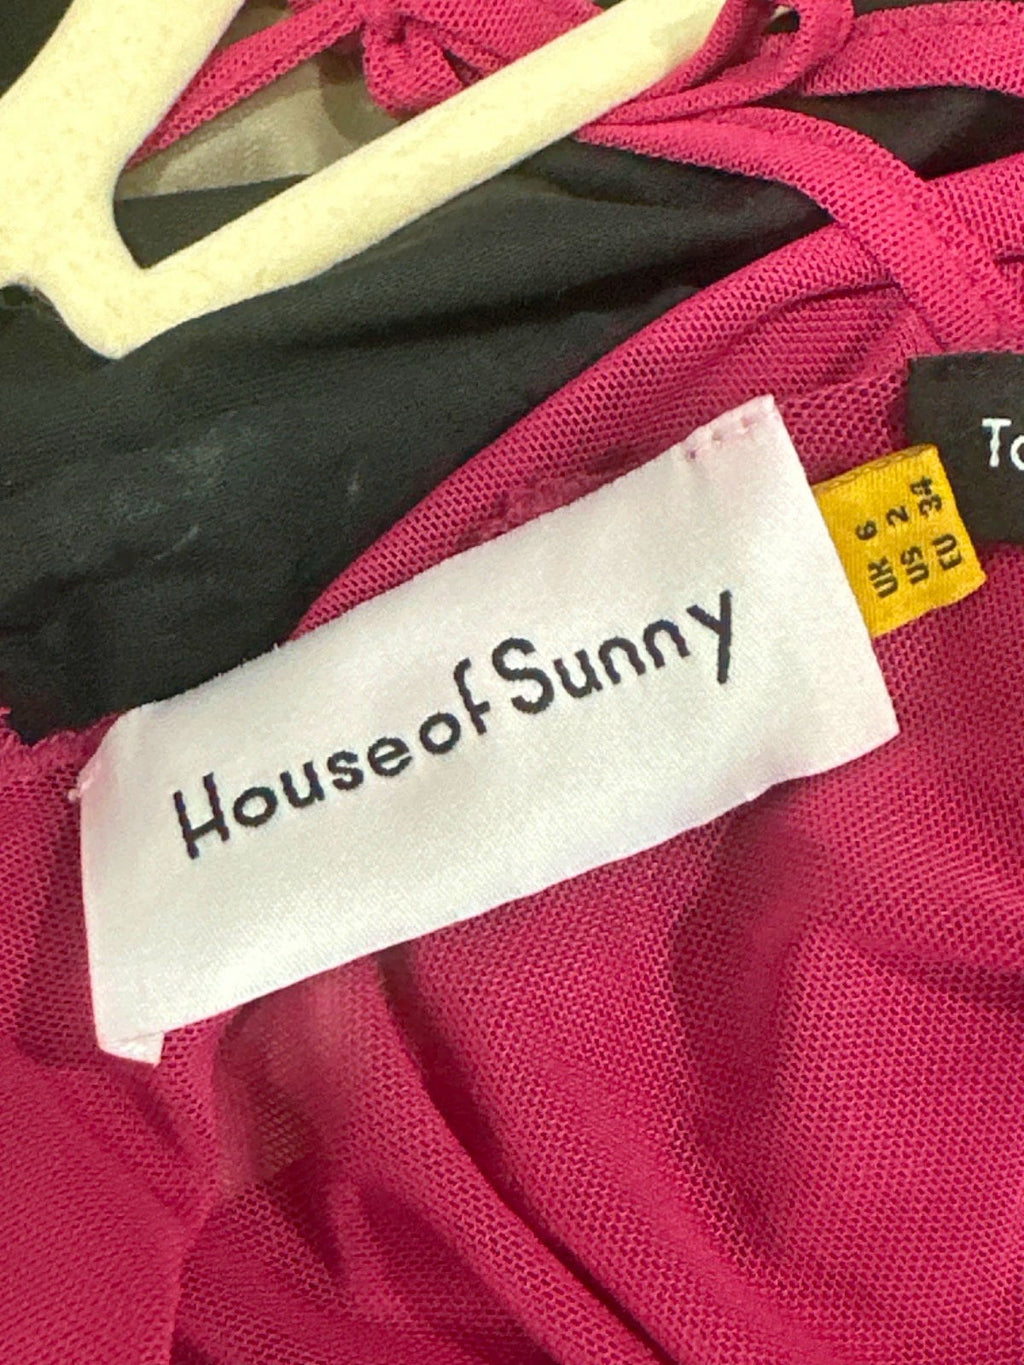 House of Sunny
UK 6
US 2
EU 34